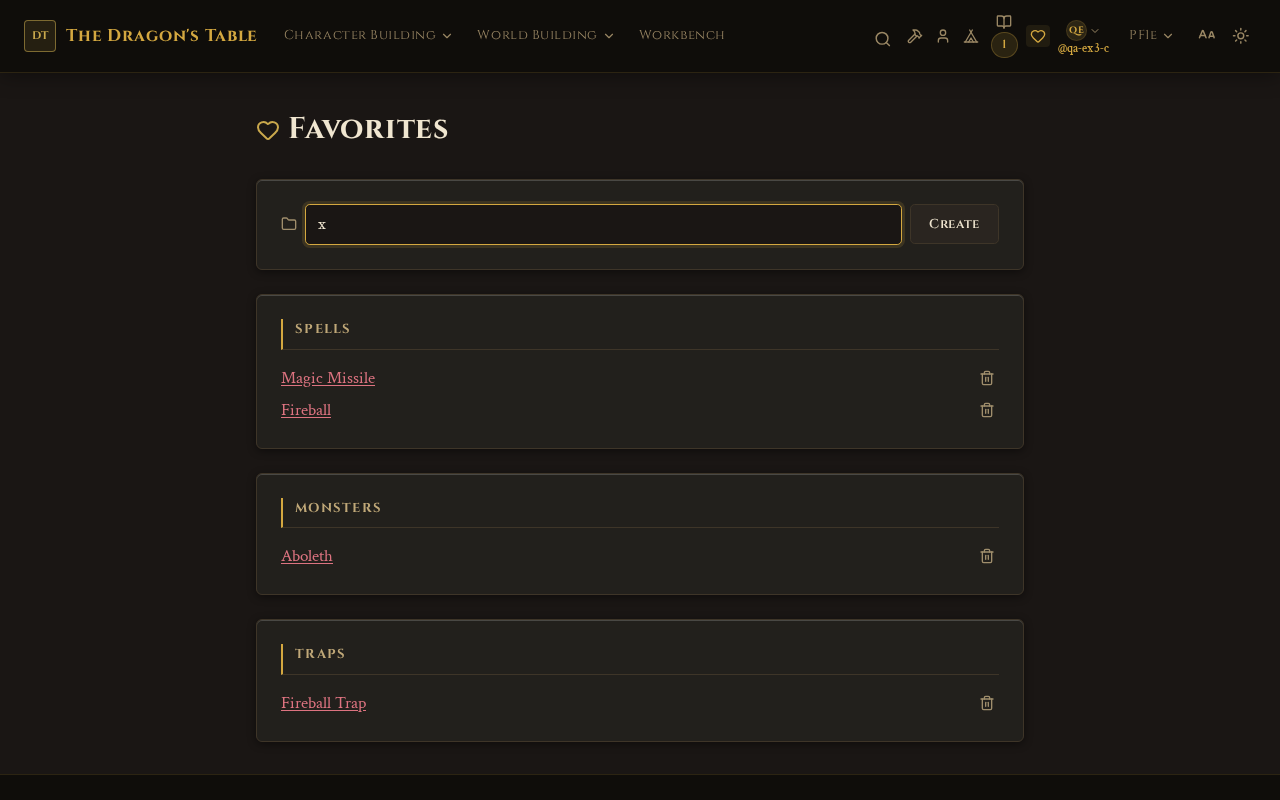 DT The Dragon's Table Character Building World Building Workbench 1 QE @qa-ex3-c PF1e AA
Favorites
x Create
SPELLS
Magic Missile
Fireball
MONSTERS
Aboleth
TRAPS
Fireball Trap